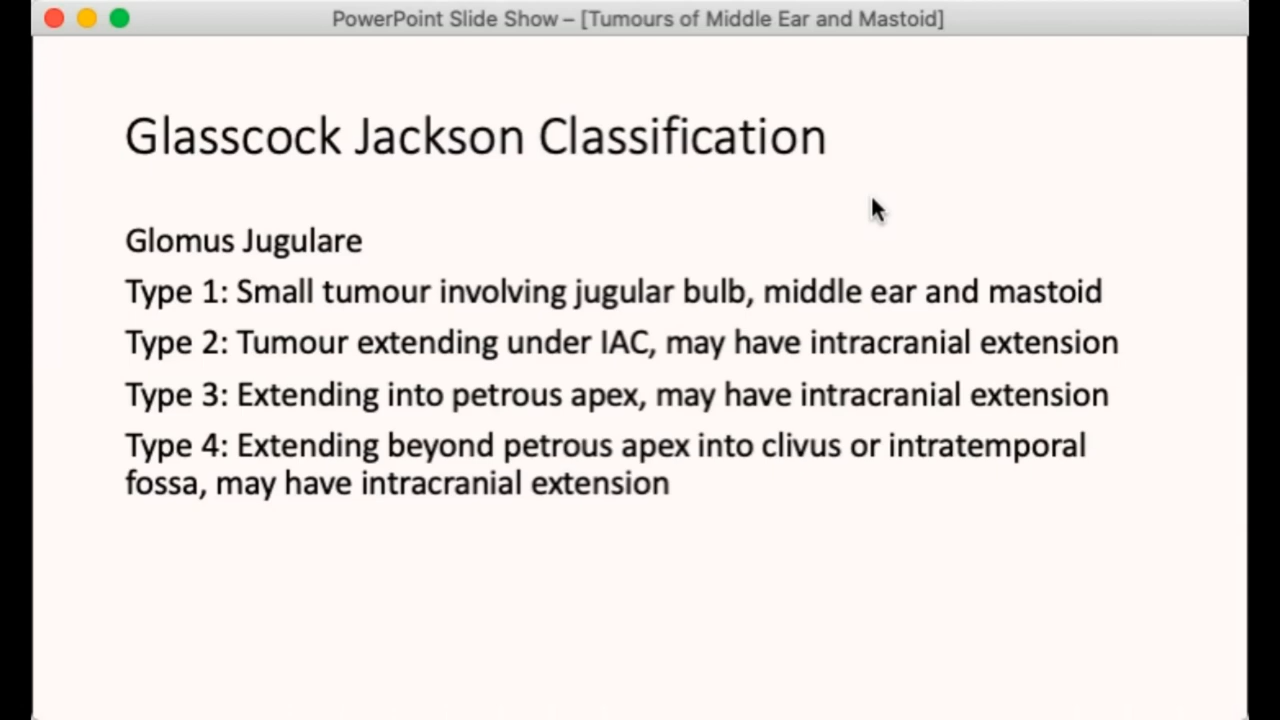 PowerPoint Slide Show – [Tumours of Middle Ear and Mastoid]
Glasscock Jackson Classification
Glomus Jugulare
Type 1: Small tumour involving jugular bulb, middle ear and mastoid
Type 2: Tumour extending under IAC, may have intracranial extension
Type 3: Extending into petrous apex, may have intracranial extension
Type 4: Extending beyond petrous apex into clivus or intratemporal
fossa, may have intracranial extension